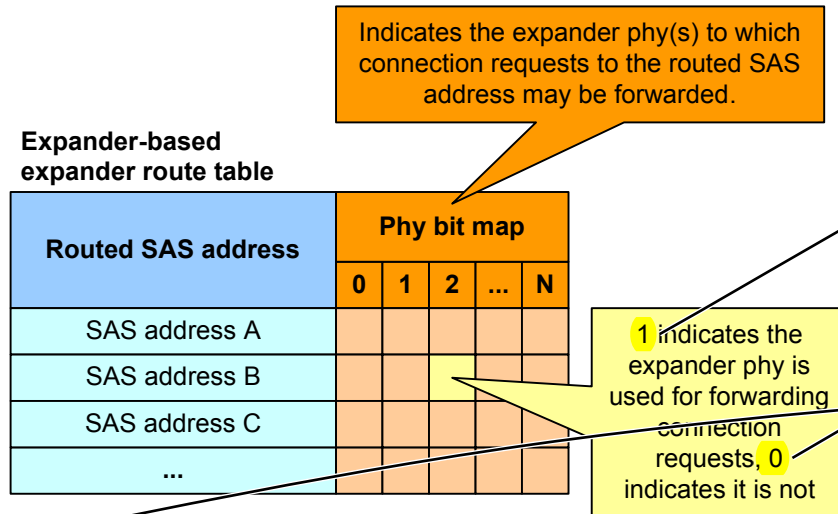 Indicates the expander phy(s) to which
connection requests to the routed SAS
address may be forwarded.
Expander-based
expander route table
Routed SAS address
Phy bit map
0 1 2 ... N
SAS address A
SAS address B
SAS address C
...
1 indicates the
expander phy is
used for forwarding
connection
requests, 0
indicates it is not